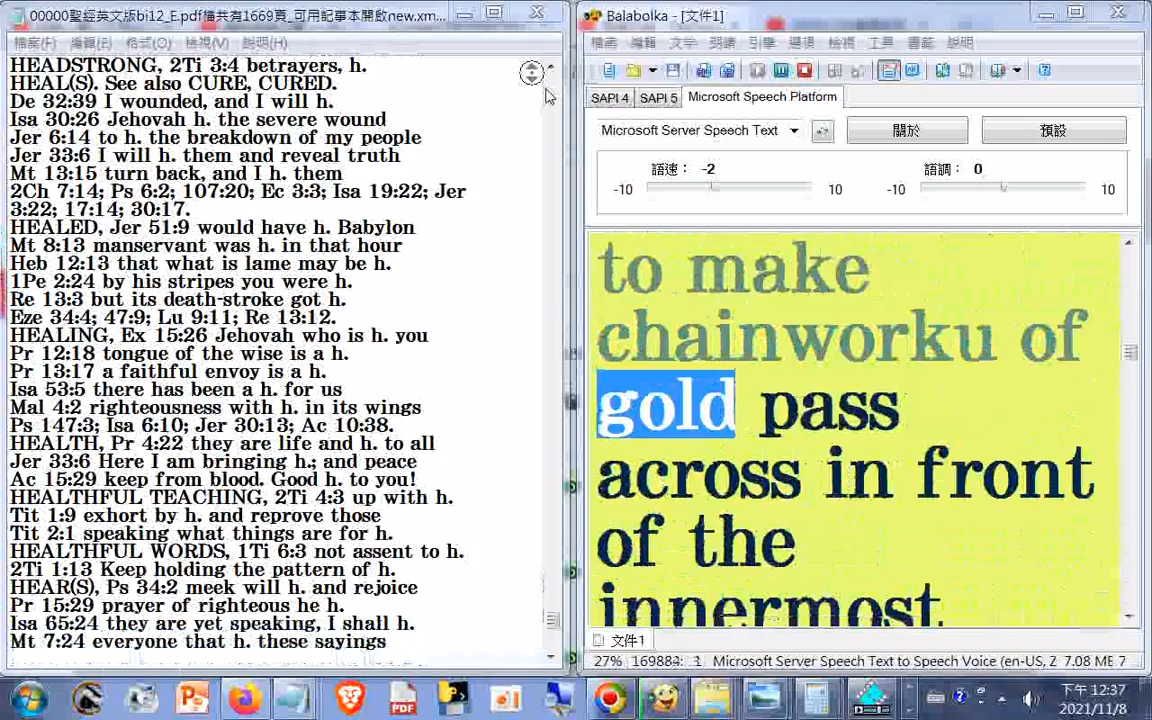 00000聖經英文版bi12_E.pdf檔共有1669頁_可用記事本開啟new.xm...
檔案(F) 編輯(E) 格式(O) 檢視(V) 說明(H)
HEADSTRONG, 2Ti 3:4 betrayers, h.
HEAL(S). See also CURE, CURED.
De 32:39 I wounded, and I will h.
Isa 30:26 Jehovah h. the severe wound
Jer 6:14 to h. the breakdown of my people
Jer 33:6 I will h. them and reveal truth
Mt 13:15 turn back, and I h. them
2Ch 7:14; Ps 6:2; 107:20; Ec 3:3; Isa 19:22; Jer
3:22; 17:14; 30:17.
HEALED, Jer 51:9 would have h. Babylon
Mt 8:13 manservant was h. in that hour
Heb 12:13 that what is lame may be h.
1Pe 2:24 by his stripes you were h.
Re 13:3 but its death-stroke got h.
Eze 34:4; 47:9; Lu 9:11; Re 13:12.
HEALING, Ex 15:26 Jehovah who is h. you
Pr 12:18 tongue of the wise is a h.
Pr 13:17 a faithful envoy is a h.
Isa 53:5 there has been a h. for us
Mal 4:2 righteousness with h. in its wings
Ps 147:3; Isa 6:10; Jer 30:13; Ac 10:38.
HEALTH, Pr 4:22 they are life and h. to all
Jer 33:6 Here I am bringing h.; and peace
Ac 15:29 keep from blood. Good h. to you!
HEALTHFUL TEACHING, 2Ti 4:3 up with h.
Tit 1:9 exhort by h. and reprove those
Tit 2:1 speaking what things are for h.
HEALTHFUL WORDS, 1Ti 6:3 not assent to h.
2Ti 1:13 Keep holding the pattern of h.
HEAR(S), Ps 34:2 meek will h. and rejoice
Pr 15:29 prayer of righteous he h.
Isa 65:24 they are yet speaking, I shall h.
Mt 7:24 everyone that h. these sayings
Balabolka - [文件1]
檔案 編輯 文字 朗讀 引擎 選項 檢視 工具 書籤 說明
SAPI 4 SAPI 5 Microsoft Speech Platform
Microsoft Server Speech Text 關於 預設
語速： -2 語調： 0
-10 10 -10 10
to make
chainworku of
gold pass
across in front
of the
innermost
文件1
27% 169884: 1 Microsoft Server Speech Text to Speech Voice (en-US, Z 7.08 ME 7
PDF
下午 12:37
2021/11/8